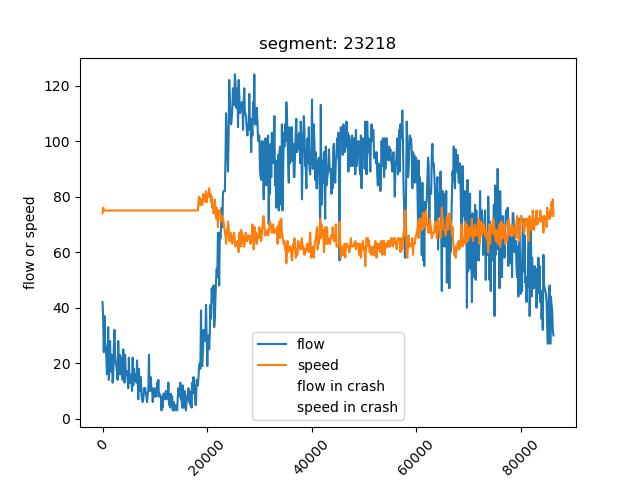 segment: 23218
120
100
80
60
40
20
0
flow or speed
flow
speed
flow in crash
speed in crash
0
20000
40000
60000
80000